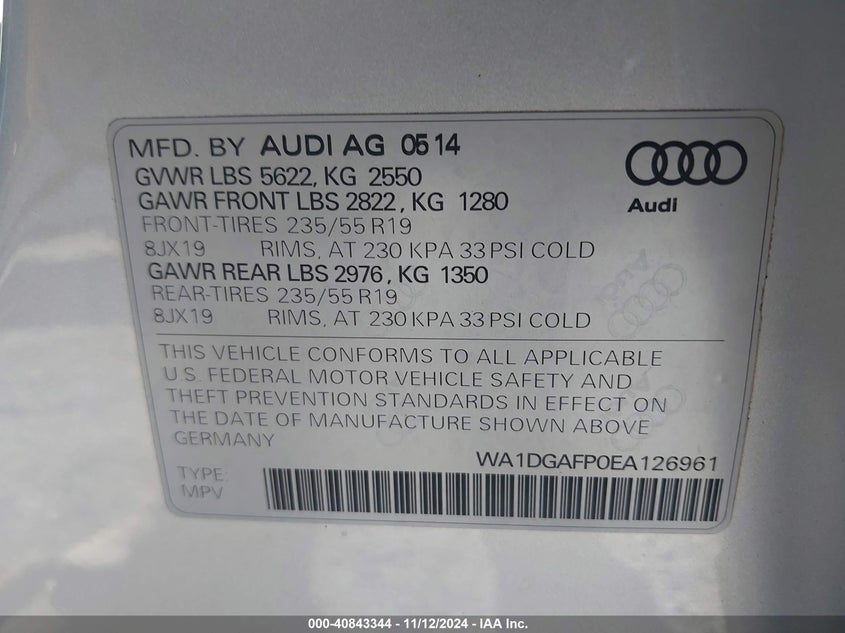 MFD. BY AUDI AG 05 14
GVWR LBS 5622, KG 2550
GAWR FRONT LBS 2822, KG 1280
FRONT-TIRES 235/55 R19
8JX19 RIMS, AT 230 KPA 33 PSI COLD
GAWR REAR LBS 2976, KG 1350
REAR-TIRES 235/55 R19
8JX19 RIMS, AT 230 KPA 33 PSI COLD
Audi
Audi
THIS VEHICLE CONFORMS TO ALL APPLICABLE
U.S. FEDERAL MOTOR VEHICLE SAFETY AND
THEFT PREVENTION STANDARDS IN EFFECT ON
THE DATE OF MANUFACTURE SHOWN ABOVE
GERMANY
WA1DGAFP0EA126961
TYPE:
MPV
000-40843344 - 11/12/2024 - IAA Inc.